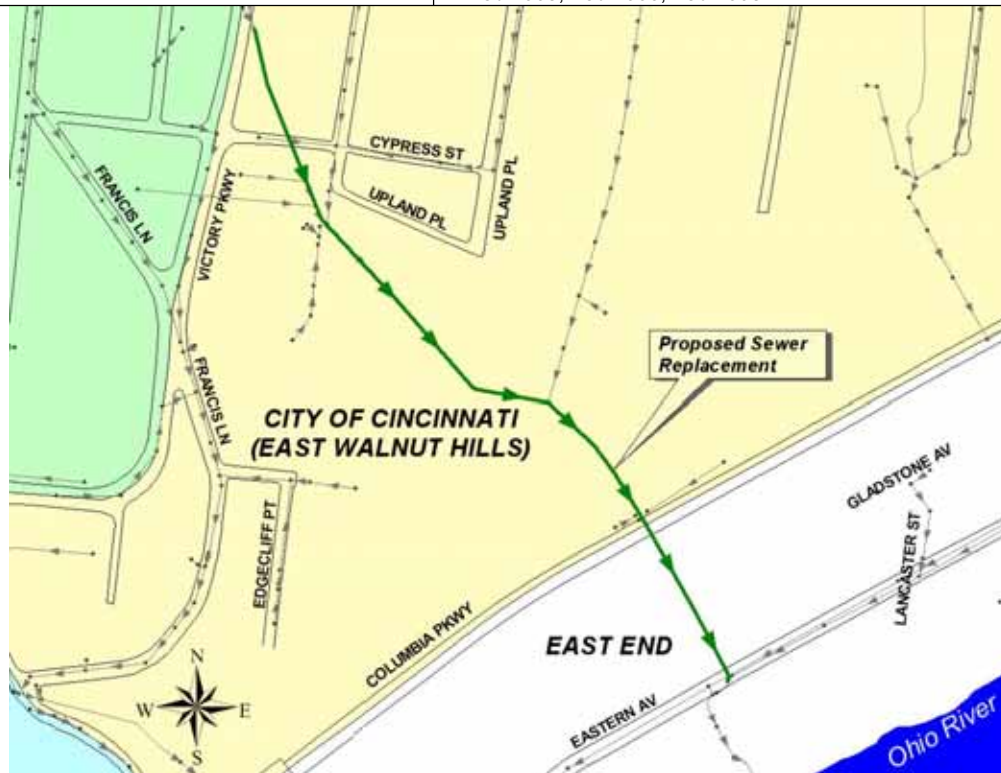 CYPRESS ST
UPLAND PL
UPLAND PL
FRANCIS LN
VICTORY PKWY
Proposed Sewer
Replacement
FRANCIS LN
CITY OF CINCINNATI
(EAST WALNUT HILLS)
GLADSTONE AV
LANCASTER ST
EDGECLIFF PT
COLUMBIA PKWY
EAST END
N
W
E
S
EASTERN AV
Ohio River